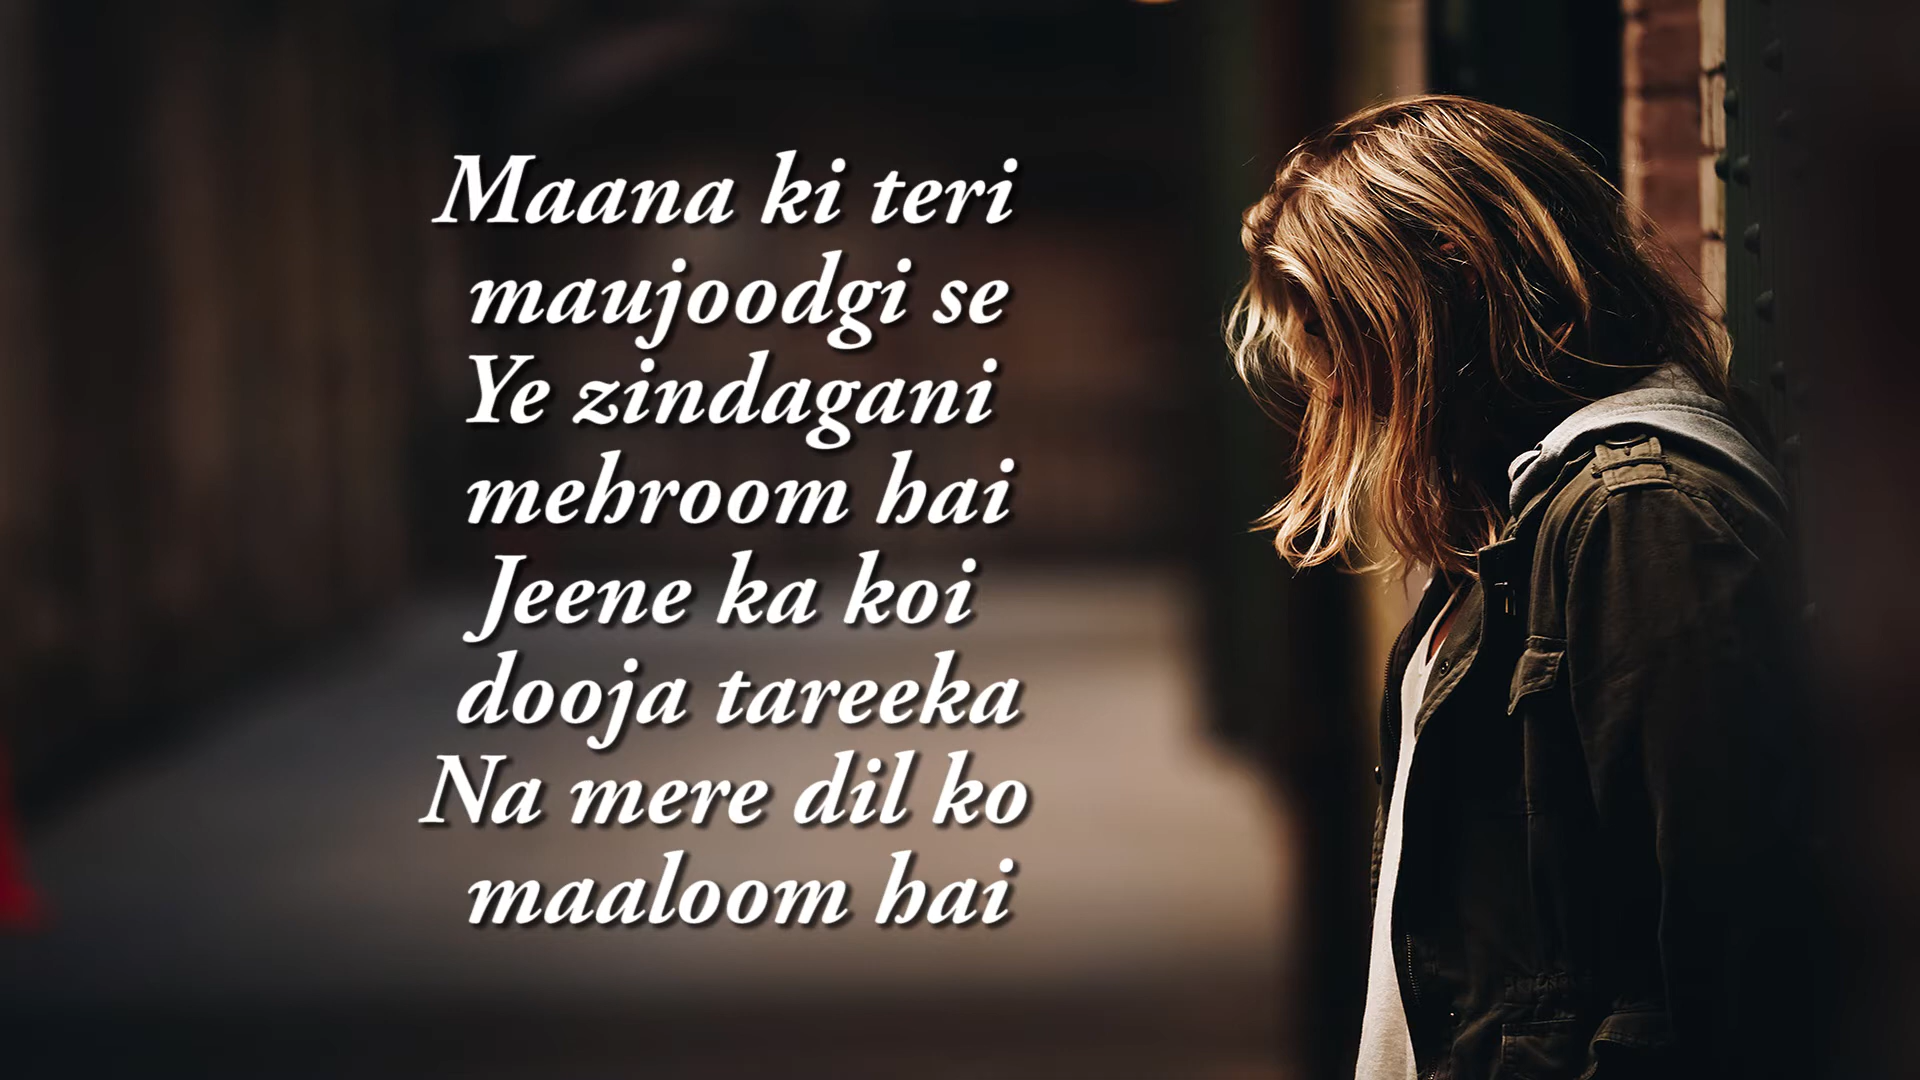 Maana ki teri
maujoodgi se
Ye zindagani
mehroom hai
Jeene ka koi
dooja tareeka
Na mere dil ko
maaloom hai